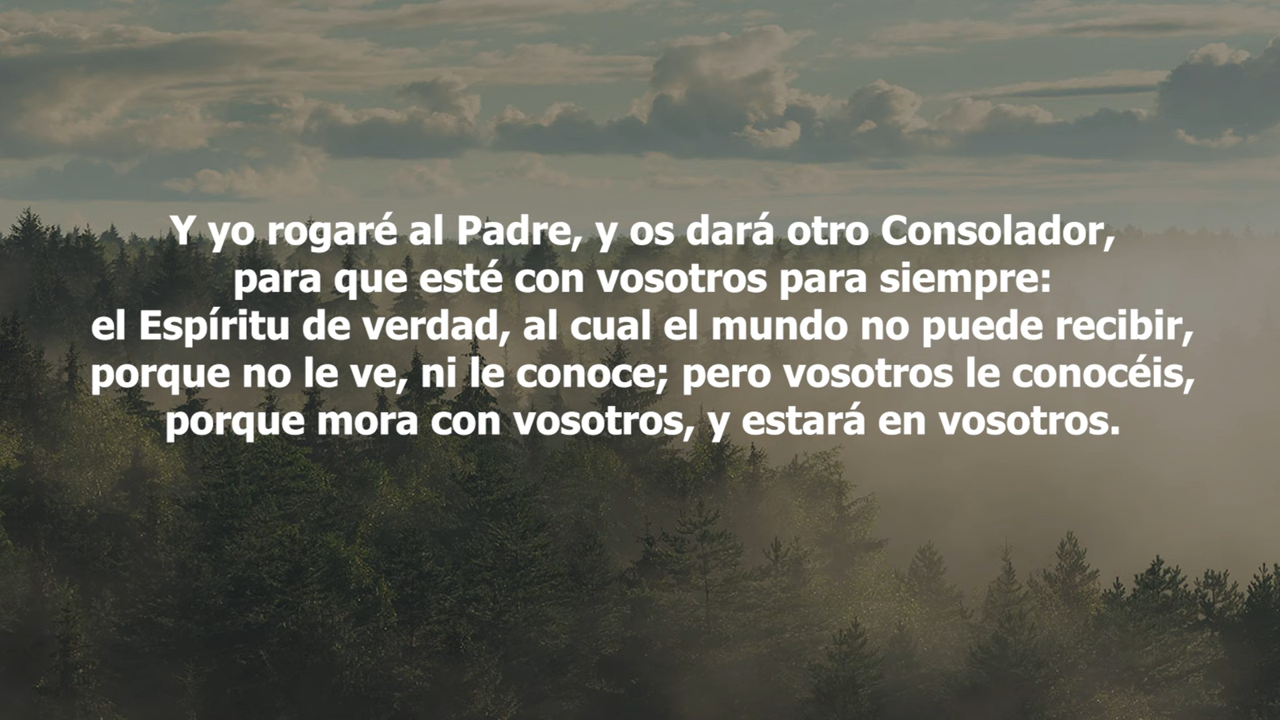 Y yo rogaré al Padre, y os dará otro Consolador,
para que esté con vosotros para siempre:
el Espíritu de verdad, al cual el mundo no puede recibir,
porque no le ve, ni le conoce; pero vosotros le conocéis,
porque mora con vosotros, y estará en vosotros.